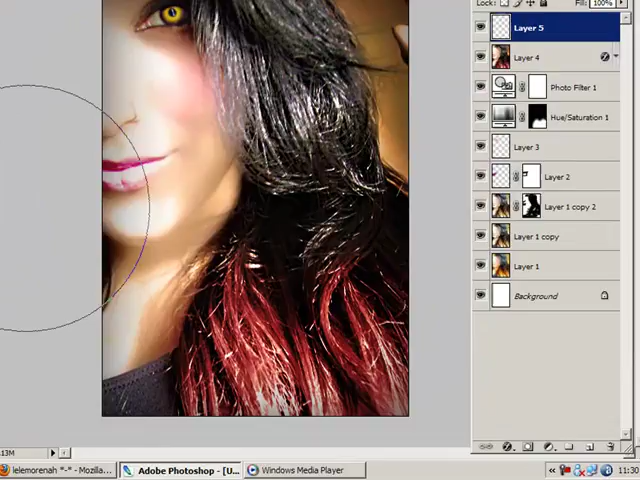 Lock:
Fill: 100%
Layer 5
Layer 4
Photo Filter 1
Hue/Saturation 1
Layer 3
Layer 2
Layer 1 copy 2
Layer 1 copy
Layer 1
Background
.13M
lelemorenah *-* - Mozilla...
Adobe Photoshop - [U...
Windows Media Player
11:30